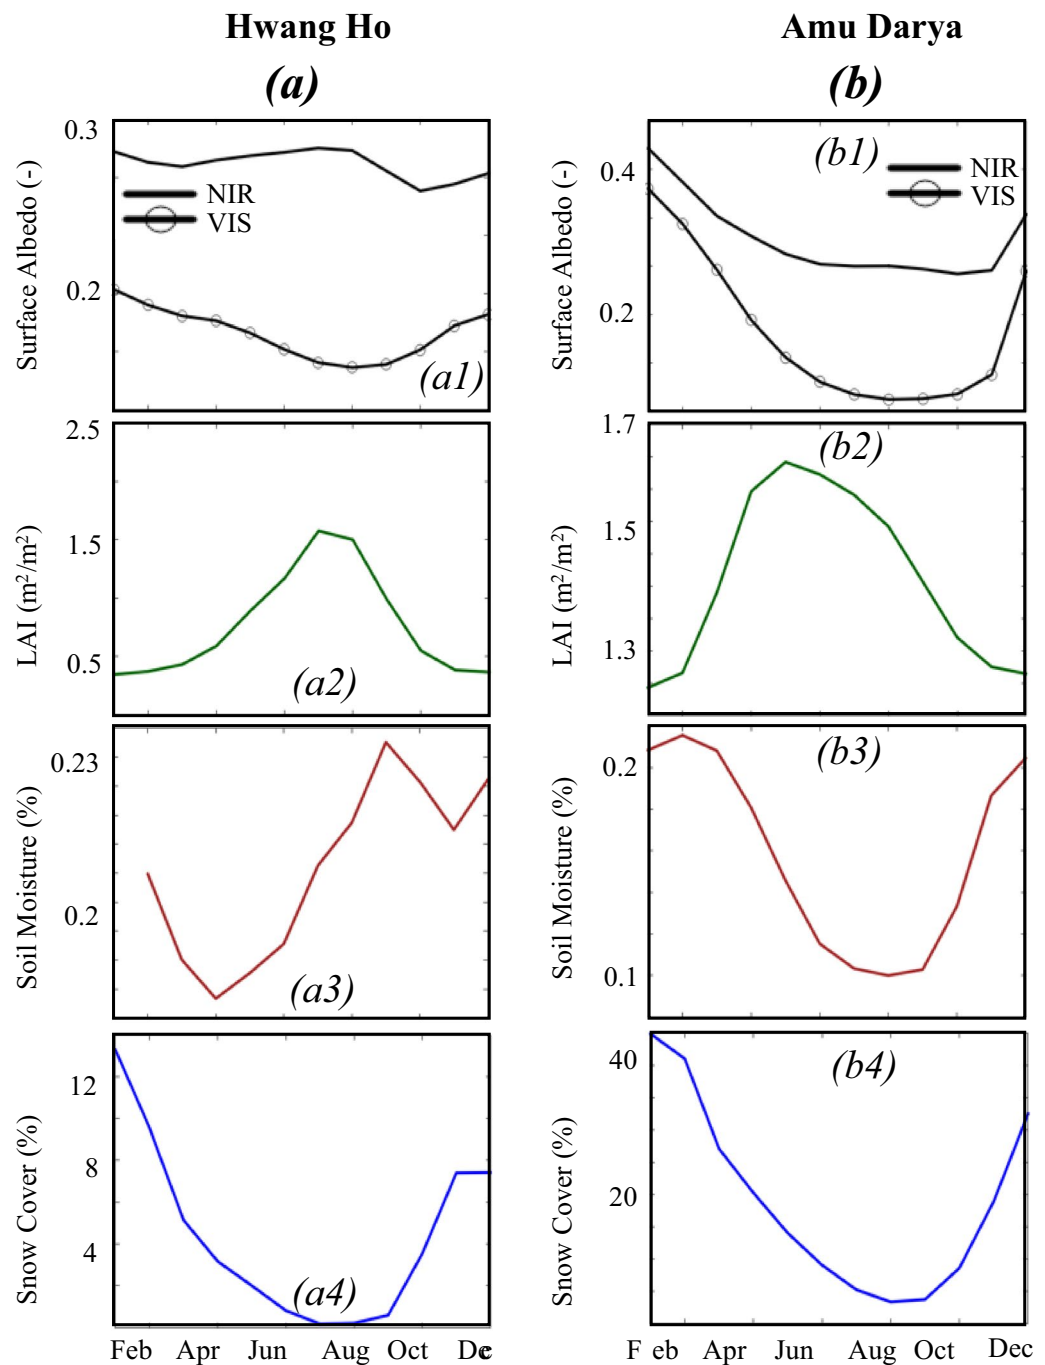 Hwang Ho
Amu Darya
(a)
(b)
Surface Albedo (-)
0.3
0.2
NIR
VIS
(a1)
Surface Albedo (-)
0.4
0.2
(b1)
NIR
VIS
LAI (m²/m²)
2.5
1.5
0.5
(a2)
LAI (m²/m²)
1.7
1.5
1.3
(b2)
Soil Moisture (%)
0.23
0.2
(a3)
Soil Moisture (%)
0.2
0.1
(b3)
Snow Cover (%)
12
8
4
(a4)
Feb Apr Jun Aug Oct Dec
Snow Cover (%)
40
20
(b4)
F eb Apr Jun Aug Oct Dec